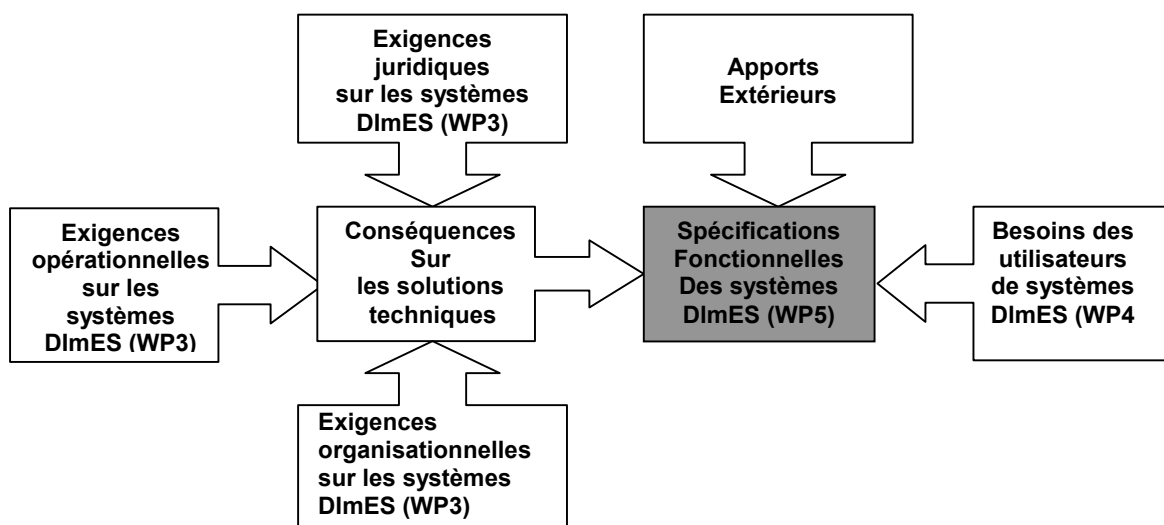 Exigences
juridiques
sur les systèmes
DImES (WP3)
Apports
Extérieurs
Exigences
opérationnelles
sur les
systèmes
DImES (WP3)
Conséquences
Sur
les solutions
techniques
Spécifications
Fonctionnelles
Des systèmes
DImES (WP5)
Besoins des
utilisateurs
de systèmes
DImES (WP4
Exigences
organisationnelles
sur les systèmes
DImES (WP3)